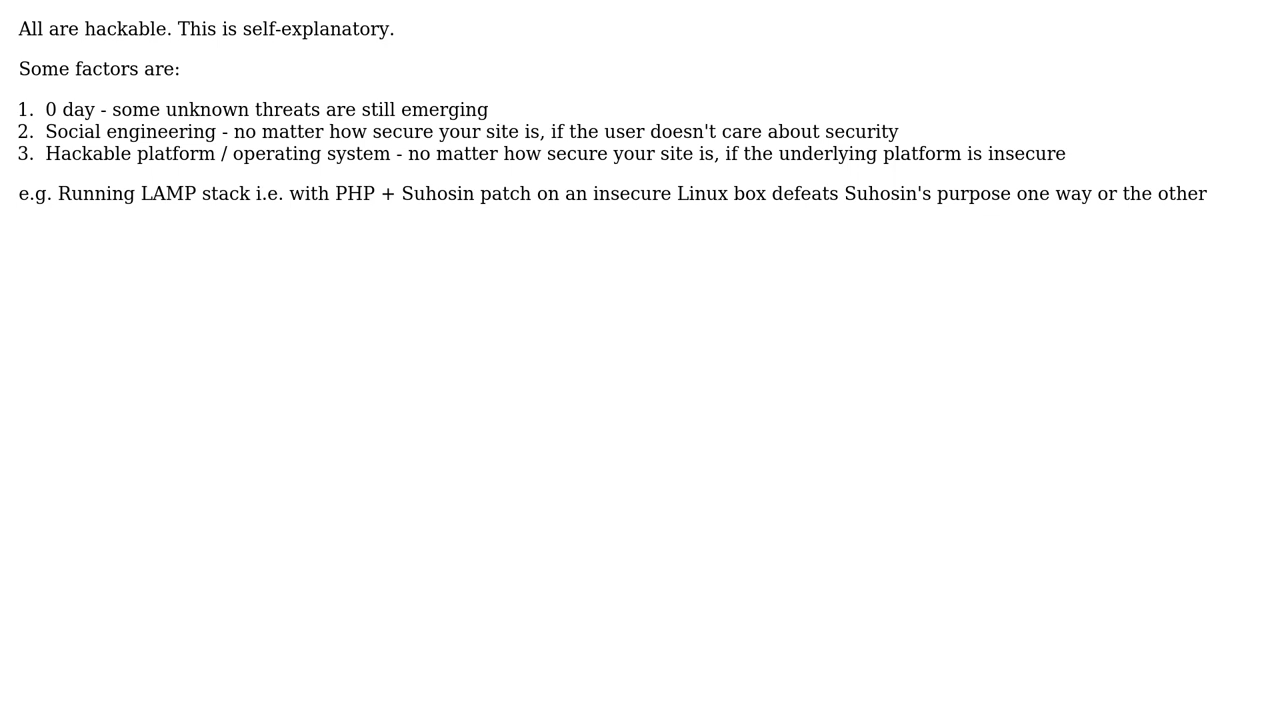 All are hackable. This is self-explanatory.
Some factors are:
1. 0 day - some unknown threats are still emerging
2. Social engineering - no matter how secure your site is, if the user doesn't care about security
3. Hackable platform / operating system - no matter how secure your site is, if the underlying platform is insecure
e.g. Running LAMP stack i.e. with PHP + Suhosin patch on an insecure Linux box defeats Suhosin's purpose one way or the other